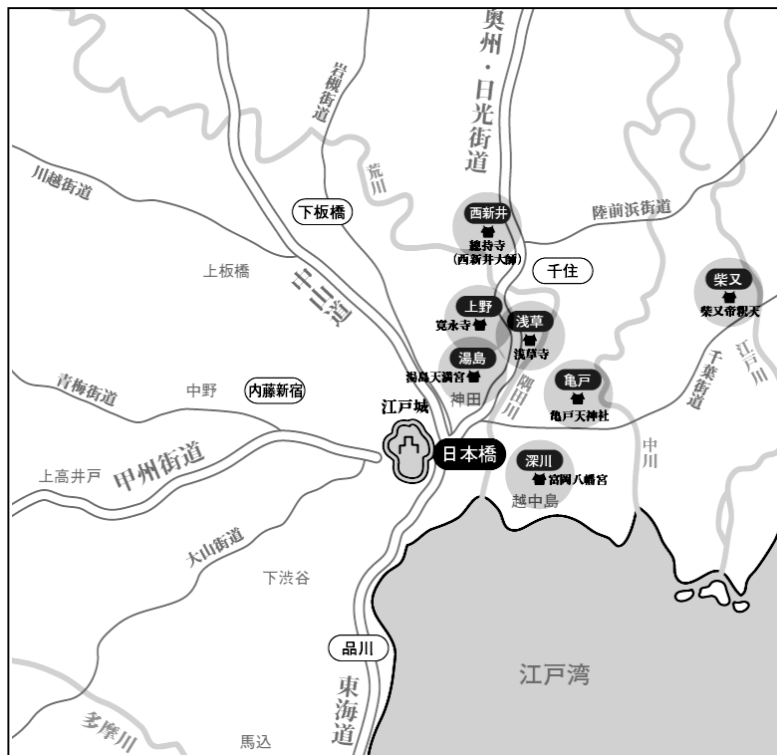 奥州・日光街道
岩槻街道
荒川
川越街道
下板橋
西新井
總持寺
(西新井大師)
陸前浜街道
千住
上板橋
中山道
柴又
柴又帝釈天
上野
寛永寺
浅草
浅草寺
江戸川
湯島
湯島天満宮
神田
隅田川
亀戸
亀戸天神社
千葉街道
青梅街道
中野
内藤新宿
江戸城
日本橋
中川
甲州街道
上高井戸
深川
富岡八幡宮
越中島
大山街道
下渋谷
品川
江戸湾
東海道
多摩川
馬込